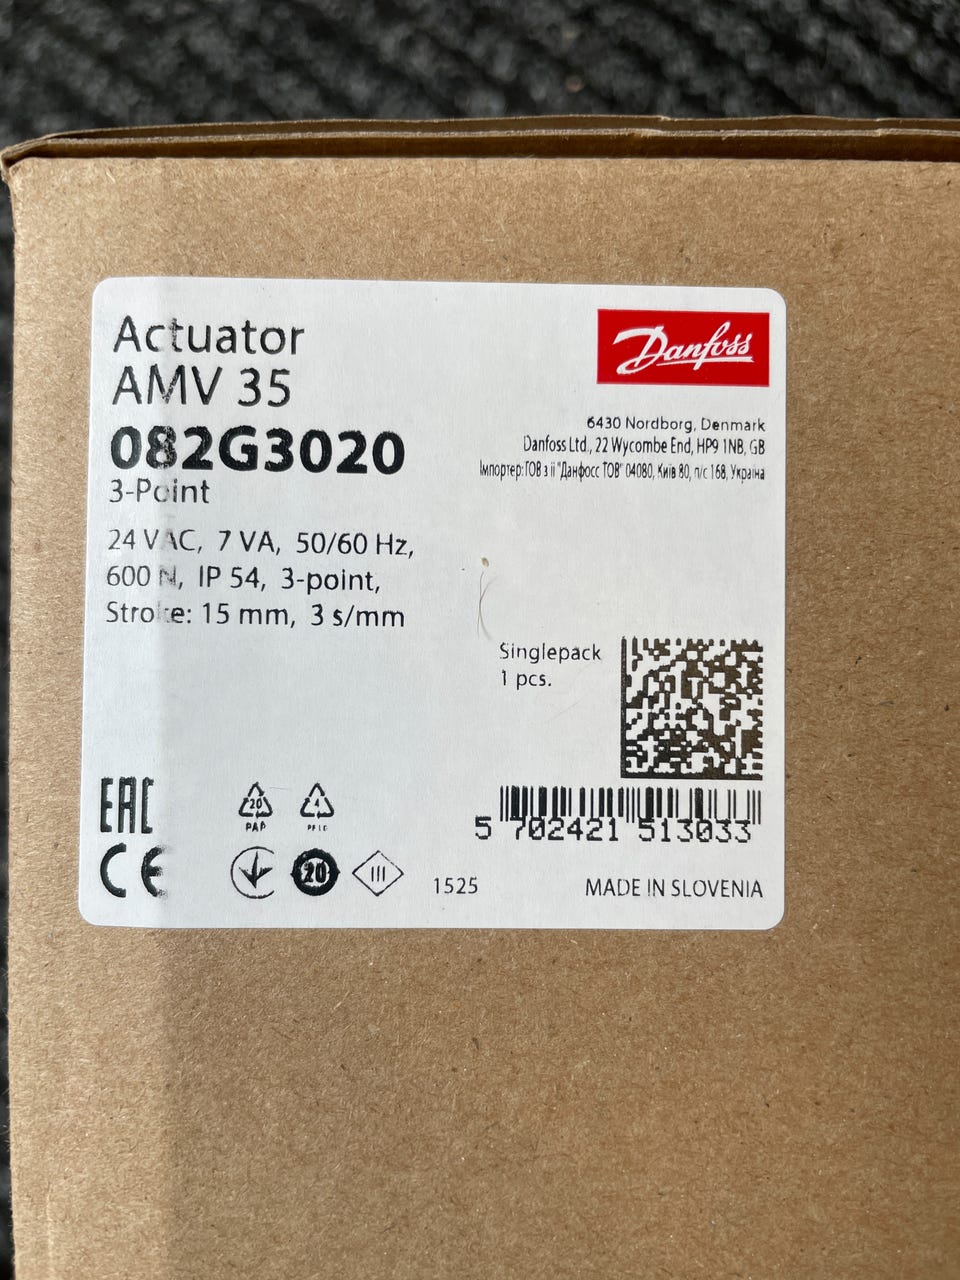 Actuator
AMV 35
082G3020
3-Point
24 VAC, 7 VA, 50/60 Hz,
600 N, IP 54, 3-point,
Stroke: 15 mm, 3 s/mm
Danfoss
6430 Nordborg, Denmark
Danfoss Ltd., 22 Wycombe End, HP9 1NB, GB
Імпортер: ТОВ з іі "Данфосс ТОВ" 04080, Київ 80, п/с 168, Україна
Singlepack
1 pcs.
5 702421 513033
EAC
20
PAP
4
CE
20
III
1525
MADE IN SLOVENIA